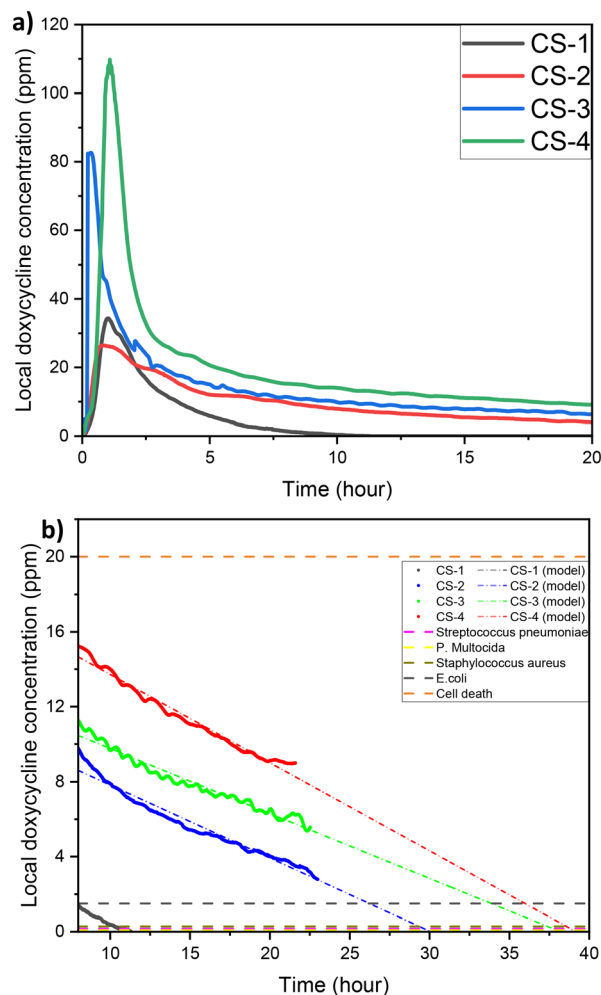 a)
120
100
80
60
40
20
0
Local doxycycline concentration (ppm)
CS-1
CS-2
CS-3
CS-4
0 5 10 15 20
Time (hour)
b)
20
16
12
8
4
0
Local doxycycline concentration (ppm)
CS-1 CS-1 (model)
CS-2 CS-2 (model)
CS-3 CS-3 (model)
CS-4 CS-4 (model)
Streptococcus pneumoniae
P. Multocida
Staphylococcus aureus
E.coli
Cell death
10 15 20 25 30 35 40
Time (hour)